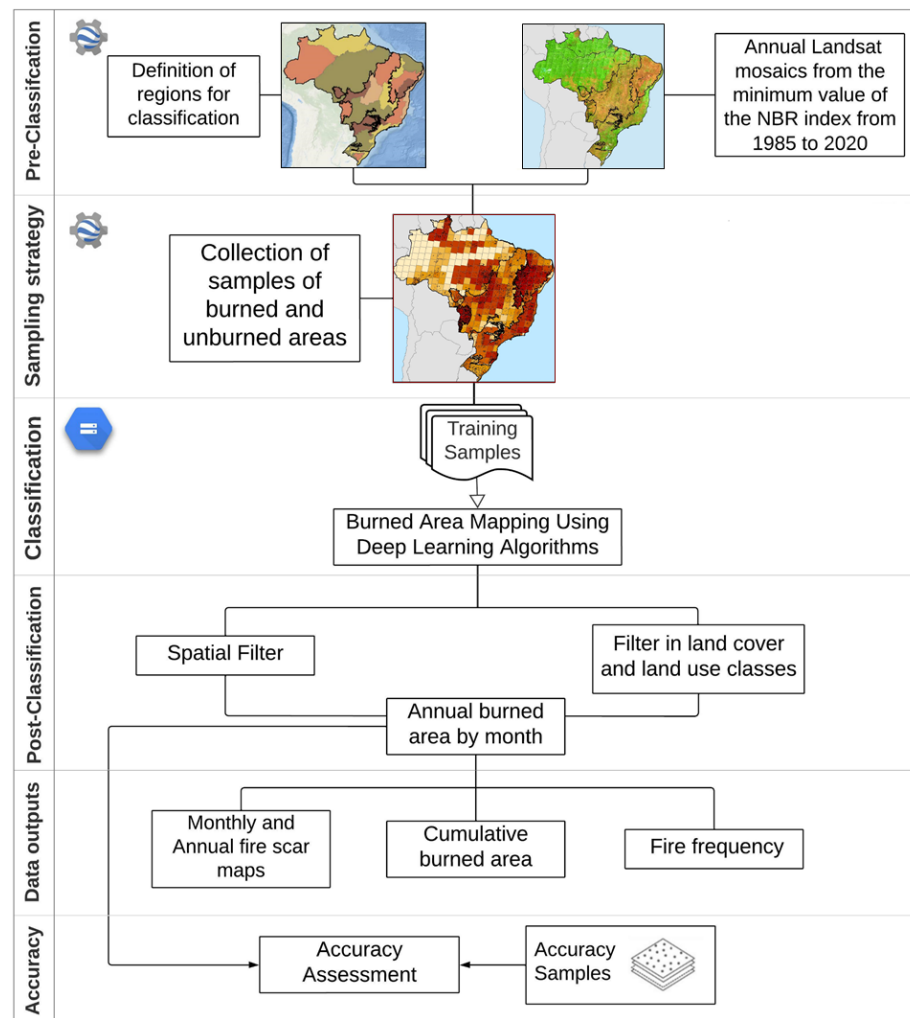 Pre-Classifcation
Definition of
regions for
classification
Annual Landsat
mosaics from the
minimum value of
the NBR index from
1985 to 2020
Sampling strategy
Collection of
samples of
burned and
unburned areas
Classification
Training
Samples
Burned Area Mapping Using
Deep Learning Algorithms
Post-Classification
Spatial Filter
Filter in land cover
and land use classes
Annual burned
area by month
Data outputs
Monthly and
Annual fire scar
maps
Cumulative
burned area
Fire frequency
Accuracy
Accuracy
Assessment
Accuracy
Samples